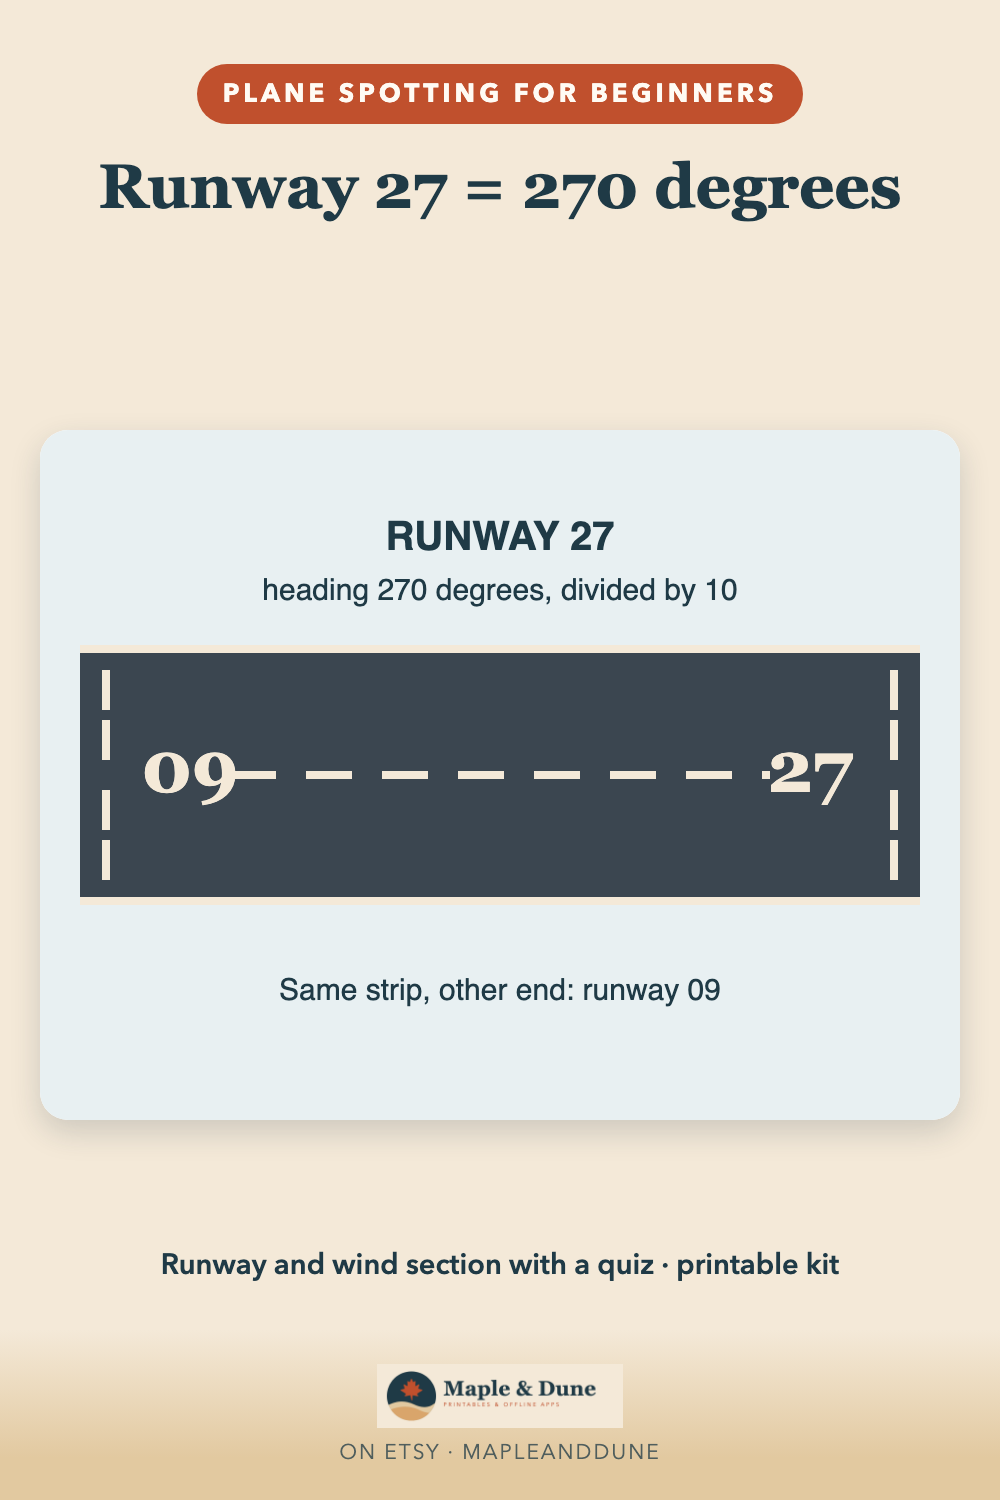 PLANE SPOTTING FOR BEGINNERS
Runway 27 = 270 degrees
RUNWAY 27
heading 270 degrees, divided by 10
09 27
Same strip, other end: runway 09
Runway and wind section with a quiz · printable kit
Maple & Dune
PRINTABLES & OFFLINE APPS
ON ETSY · MAPLEANDDUNE